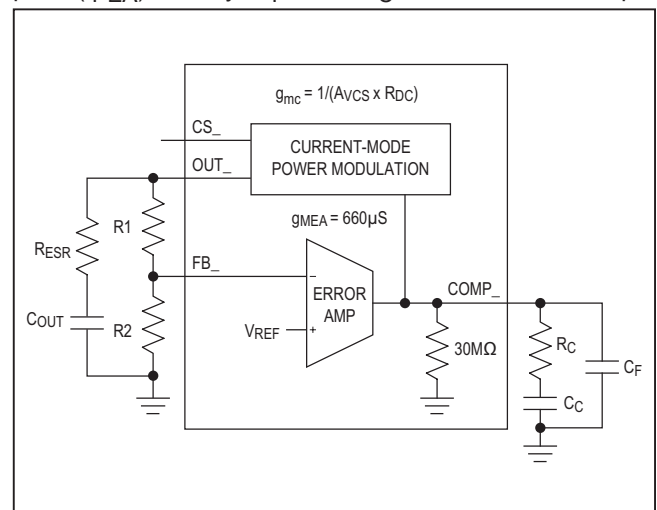 gmc = 1/(AVCS x RDC)
CS_
CURRENT-MODE
POWER MODULATION
OUT_
R1
gMEA = 660µS
RESR
FB_
COUT
R2
ERROR
AMP
VREF
COMP_
30MΩ
RC
CC
CF